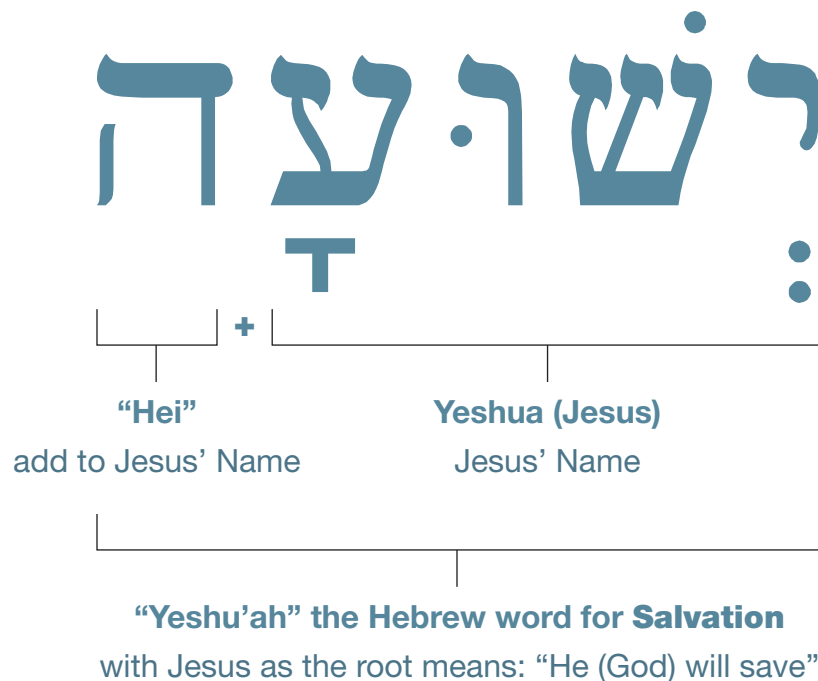 יְשׁוּעָה
+
“Hei” Yeshua (Jesus)
add to Jesus’ Name Jesus’ Name
“Yeshu’ah” the Hebrew word for Salvation
with Jesus as the root means: “He (God) will save”